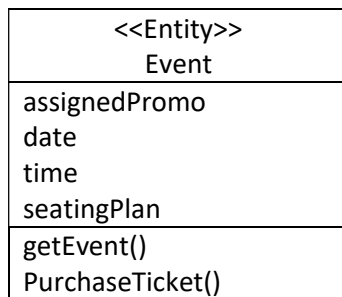 <<Entity>>
Event
assignedPromo
date
time
seatingPlan
getEvent()
PurchaseTicket()